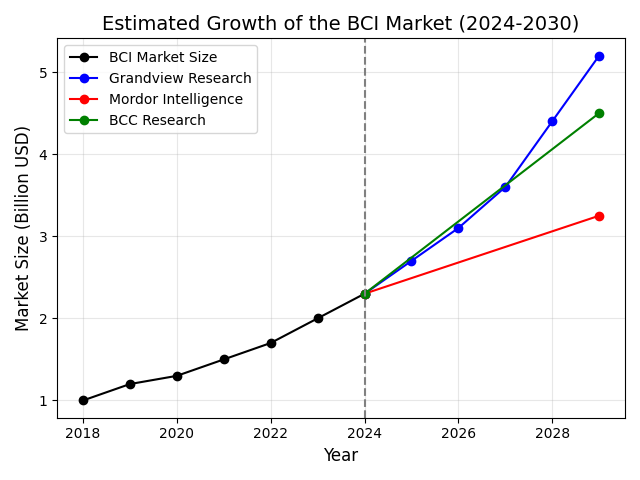 Estimated Growth of the BCI Market (2024-2030)
BCI Market Size
Grandview Research
Mordor Intelligence
BCC Research
Market Size (Billion USD)
5
4
3
2
1
2018 2020 2022 2024 2026 2028
Year